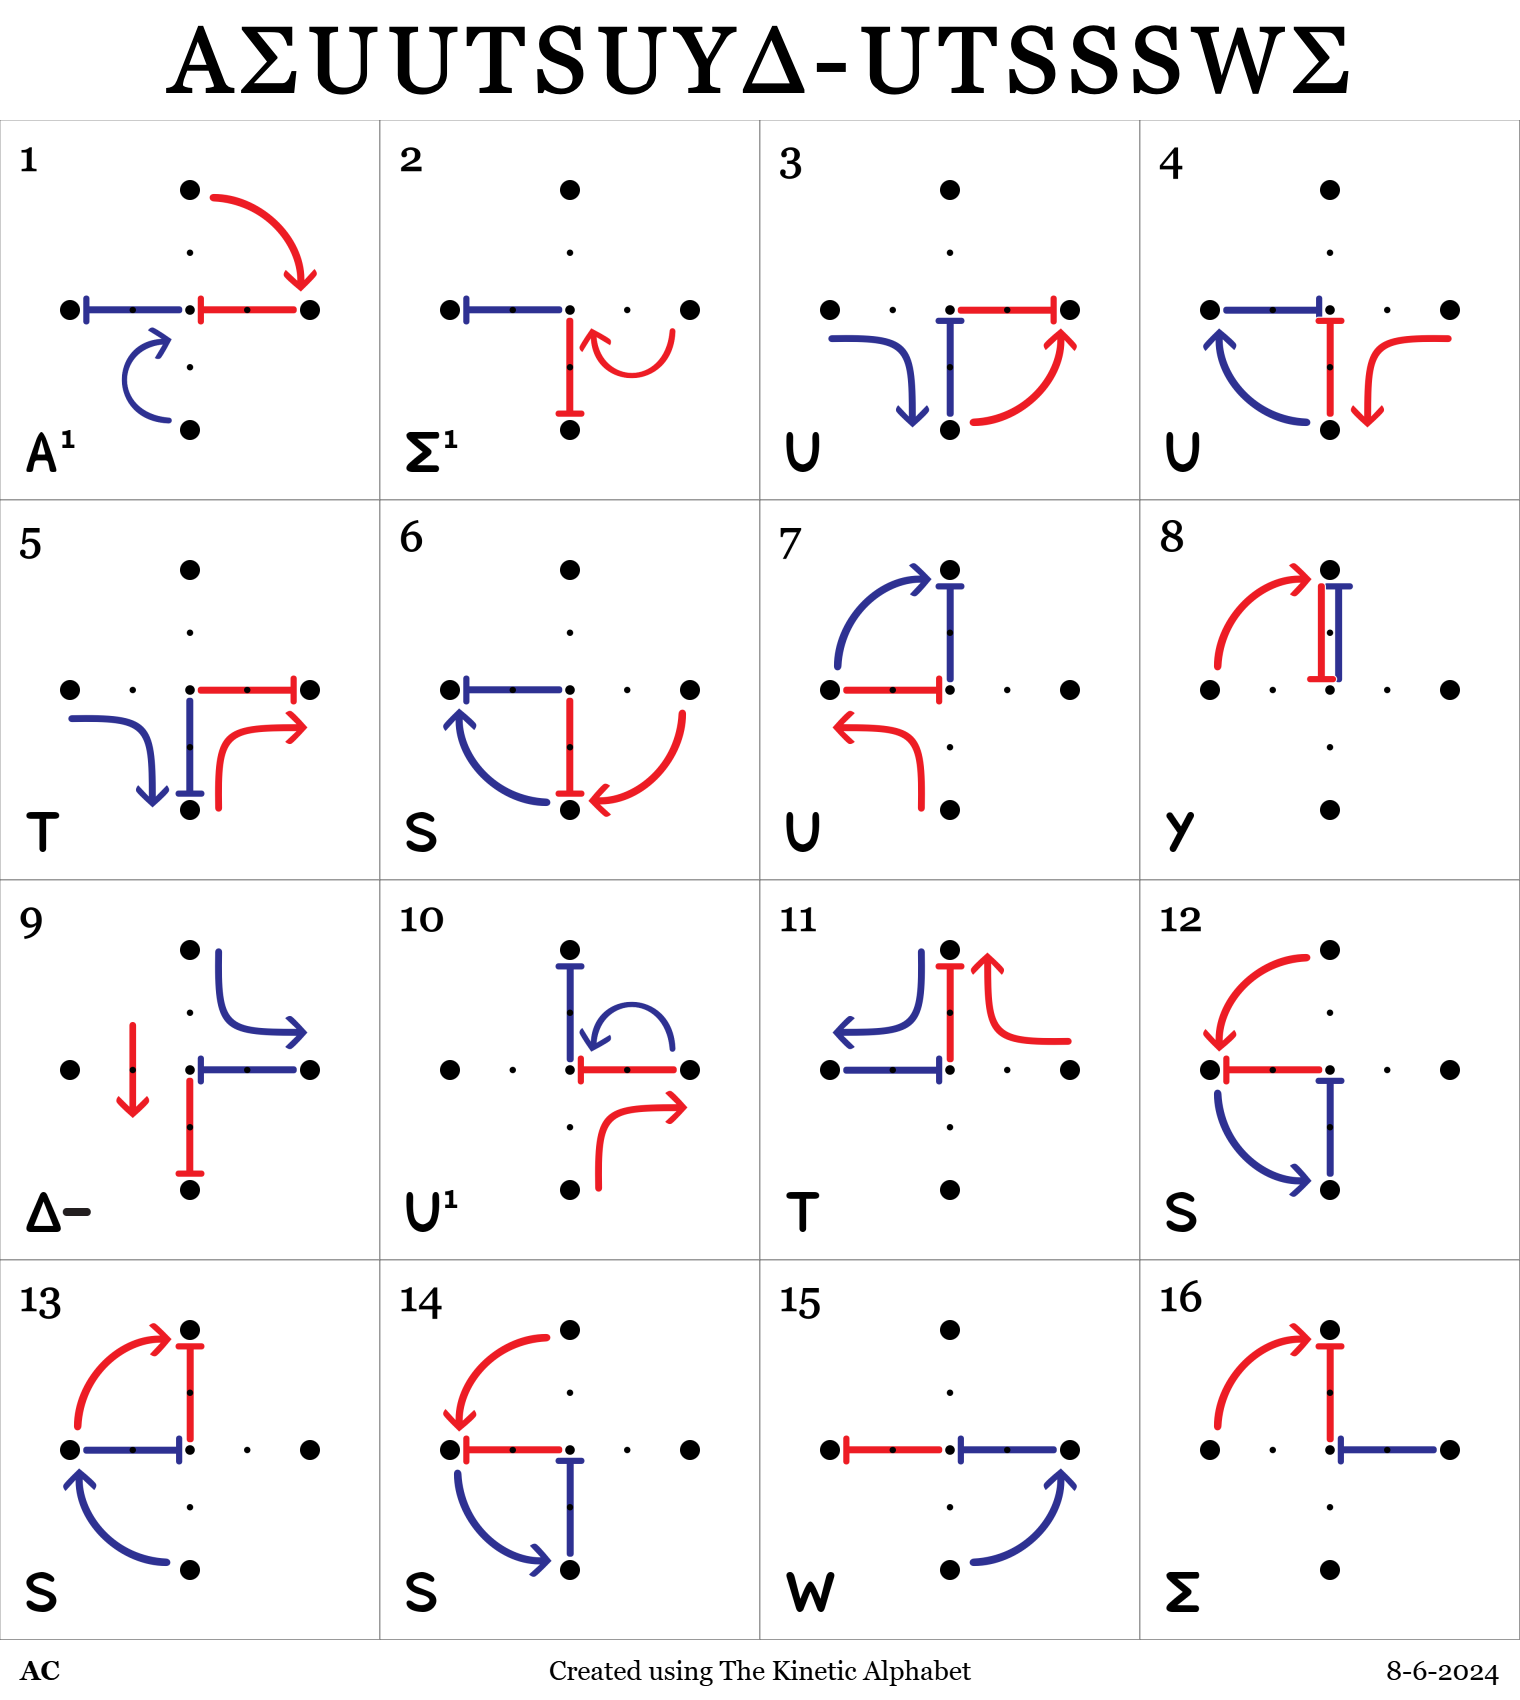 AΣUUTSUYΔ-UTSSSWΣ
1 2 3 4
A¹ Σ¹ U U
5 6 7 8
T S U Y
9 10 11 12
Δ- U¹ T S
13 14 15 16
S S W Σ
AC Created using The Kinetic Alphabet 8-6-2024